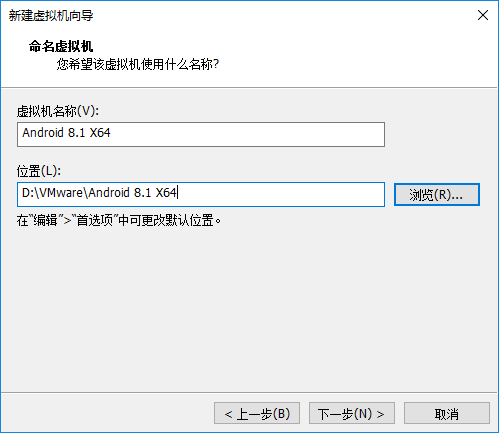 新建虚拟机向导
命名虚拟机
您希望该虚拟机使用什么名称?
虚拟机名称(V):
Android 8.1 X64
位置(L):
D:\VMware\Android 8.1 X64
浏览(R)...
在“编辑”>“首选项”中可更改默认位置。
< 上一步(B)
下一步(N) >
取消